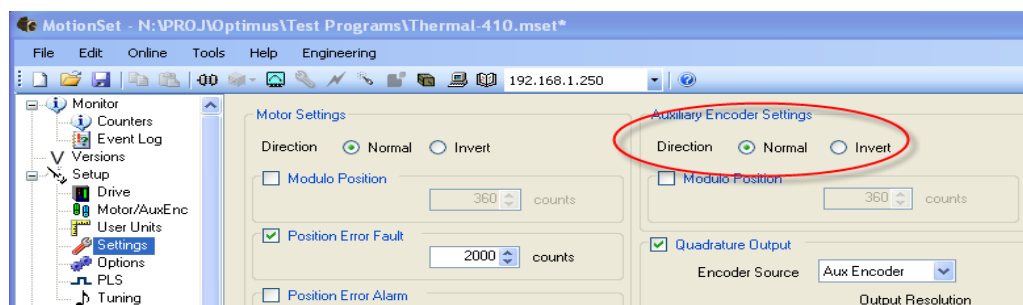 MotionSet - N:\PROJ\Optimus\Test Programs\Thermal-410.mset*
File Edit Online Tools Help Engineering
192.168.1.250
Monitor
Counters
Event Log
Versions
Setup
Drive
Motor/AuxEnc
User Units
Settings
Options
PLS
Tuning
Motor Settings
Direction Normal Invert
Modulo Position
360 counts
Position Error Fault
2000 counts
Position Error Alarm
Auxiliary Encoder Settings
Direction Normal Invert
Modulo Position
360 counts
Quadrature Output
Encoder Source Aux Encoder
Output Resolution